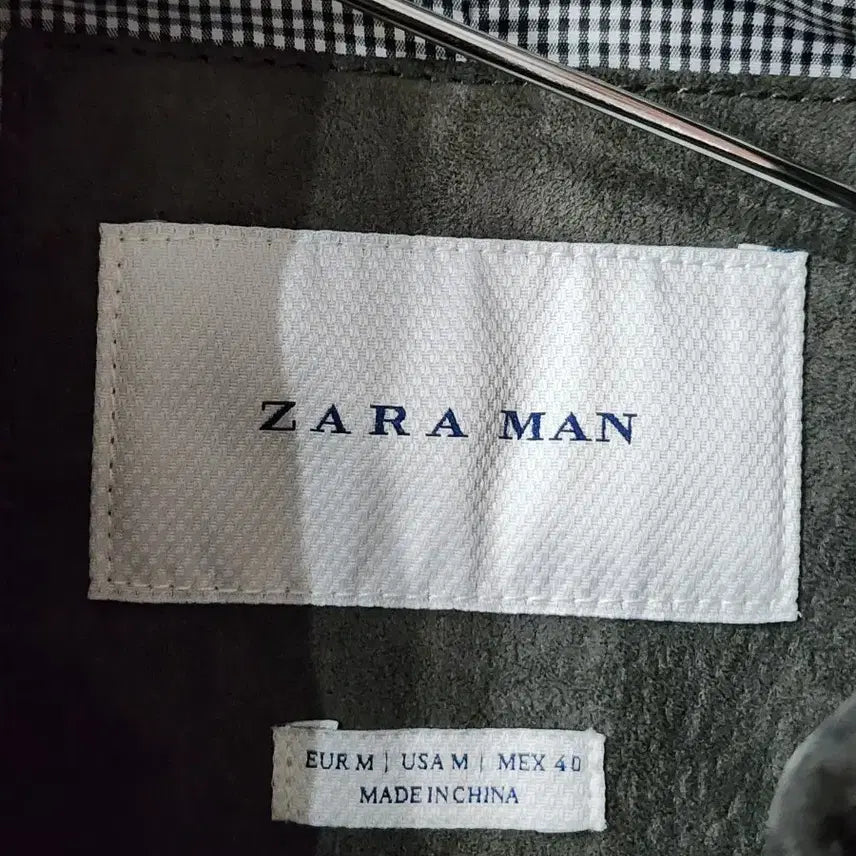 ZARA MAN
EUR M | USA M | MEX 40
MADE IN CHINA